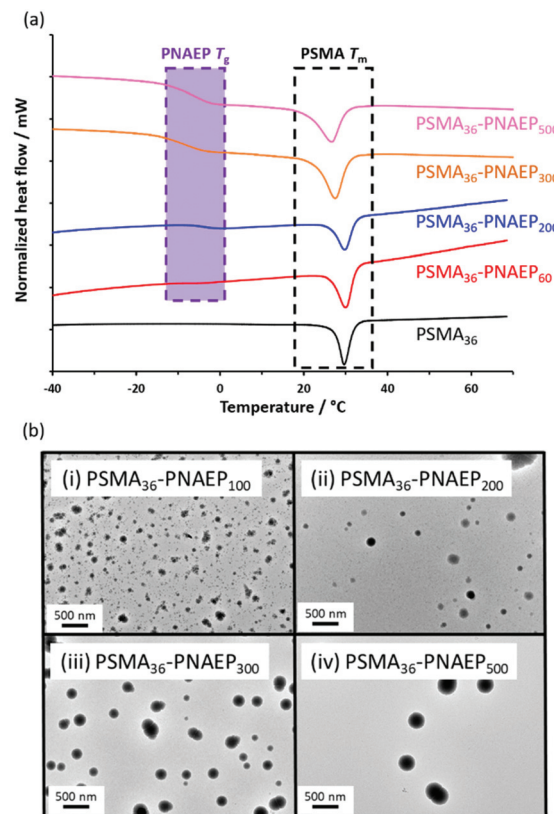 (a)
PNAEP Tg
PSMA Tm
Normalized heat flow / mW
PSMA₃₆-PNAEP₅₀₀
PSMA₃₆-PNAEP₃₀₀
PSMA₃₆-PNAEP₂₀₀
PSMA₃₆-PNAEP₆₀
PSMA₃₆
-40 -20 0 20 40 60
Temperature / °C
(b)
(i) PSMA₃₆-PNAEP₁₀₀
500 nm
(ii) PSMA₃₆-PNAEP₂₀₀
500 nm
(iii) PSMA₃₆-PNAEP₃₀₀
500 nm
(iv) PSMA₃₆-PNAEP₅₀₀
500 nm